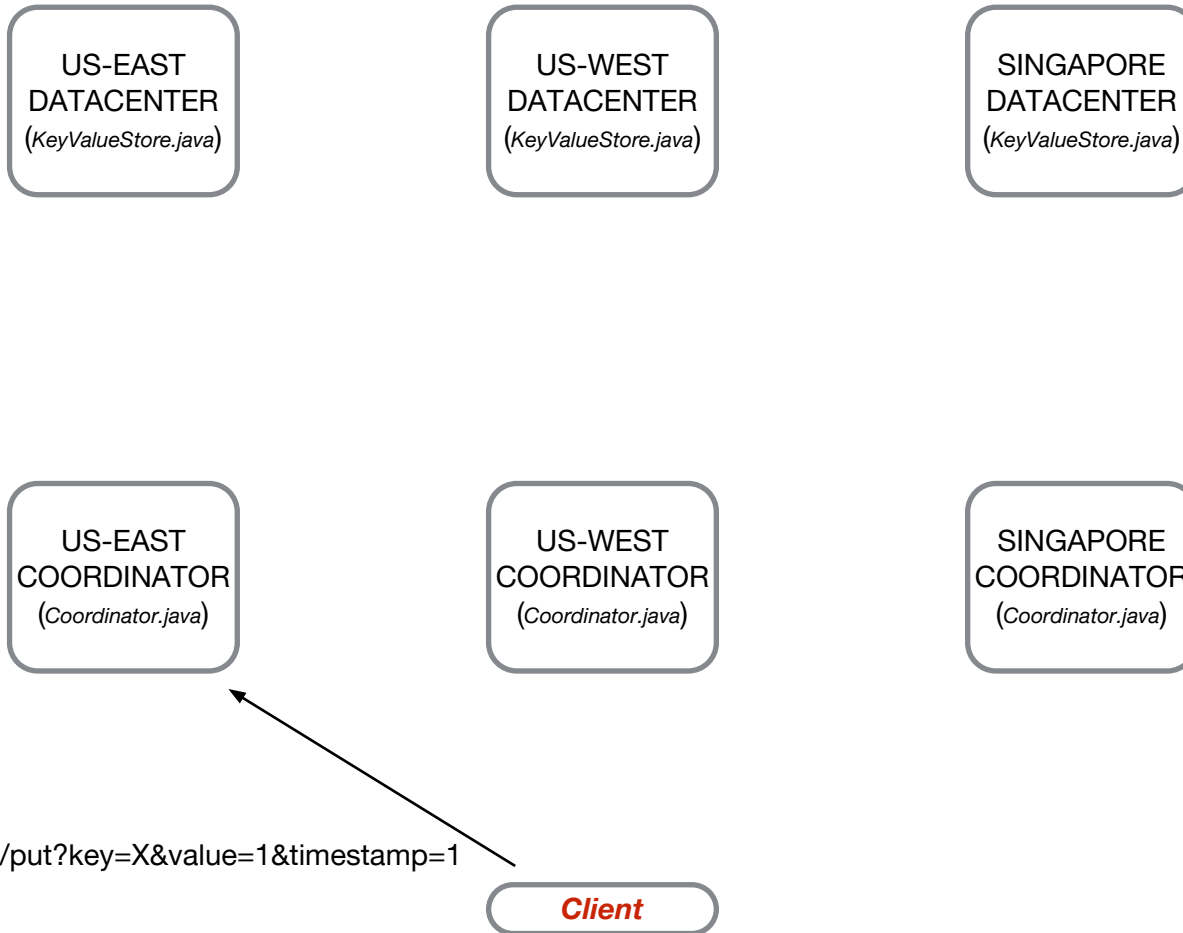 US-EAST
DATACENTER
(KeyValueStore.java)
US-WEST
DATACENTER
(KeyValueStore.java)
SINGAPORE
DATACENTER
(KeyValueStore.java)
US-EAST
COORDINATOR
(Coordinator.java)
US-WEST
COORDINATOR
(Coordinator.java)
SINGAPORE
COORDINATOR
(Coordinator.java)
/put?key=X&value=1&timestamp=1
Client